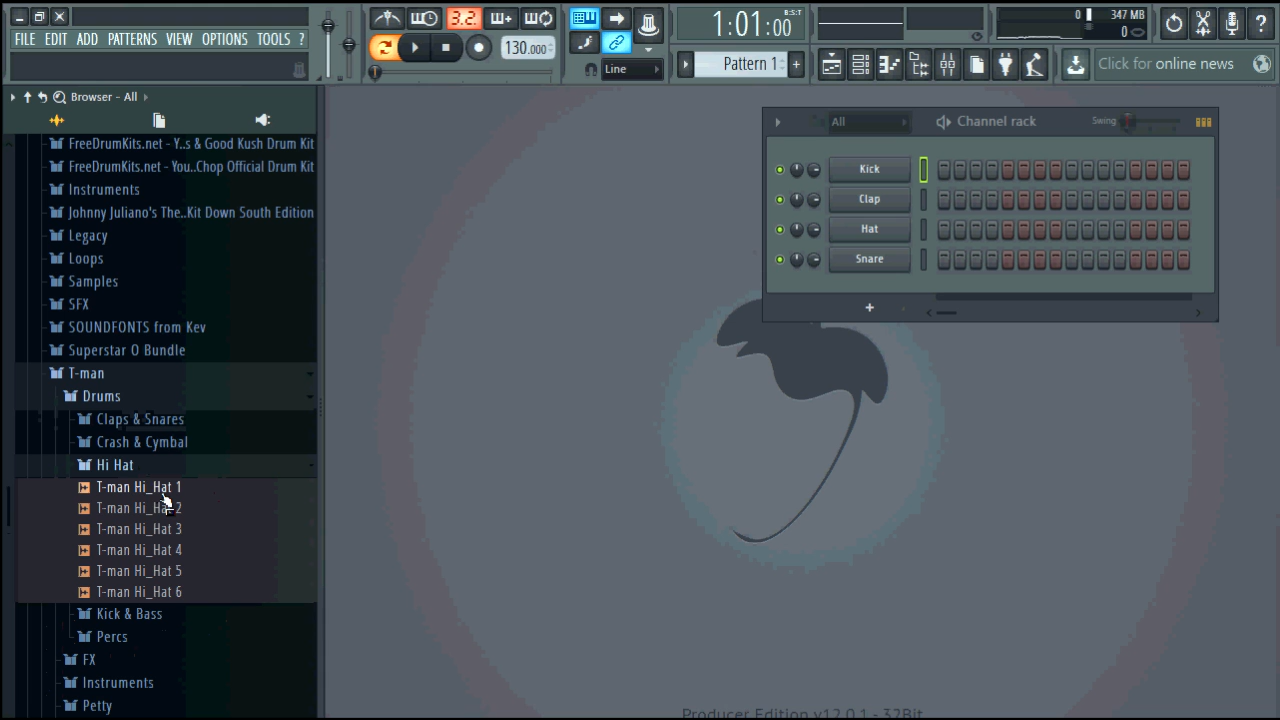 3.2.
1:01:00
B:S:T
0
347 MB
0
?
FILE EDIT ADD PATTERNS VIEW OPTIONS TOOLS ?
130.000
Line
Pattern 1
+
Click for online news
Browser - All
FreeDrumKits.net - Y..s & Good Kush Drum Kit
FreeDrumKits.net - You..Chop Official Drum Kit
Instruments
Johnny Juliano's The..Kit Down South Edition
Legacy
Loops
Samples
SFX
SOUNDFONTS from Kev
Superstar O Bundle
T-man
Drums
Claps & Snares
Crash & Cymbal
Hi Hat
T-man Hi_Hat 1
T-man Hi_Hat 2
T-man Hi_Hat 3
T-man Hi_Hat 4
T-man Hi_Hat 5
T-man Hi_Hat 6
Kick & Bass
Percs
FX
Instruments
Petty
All
Channel rack
Swing
Kick
Clap
Hat
Snare
+
Producer Edition v12.0.1 - 32Bit